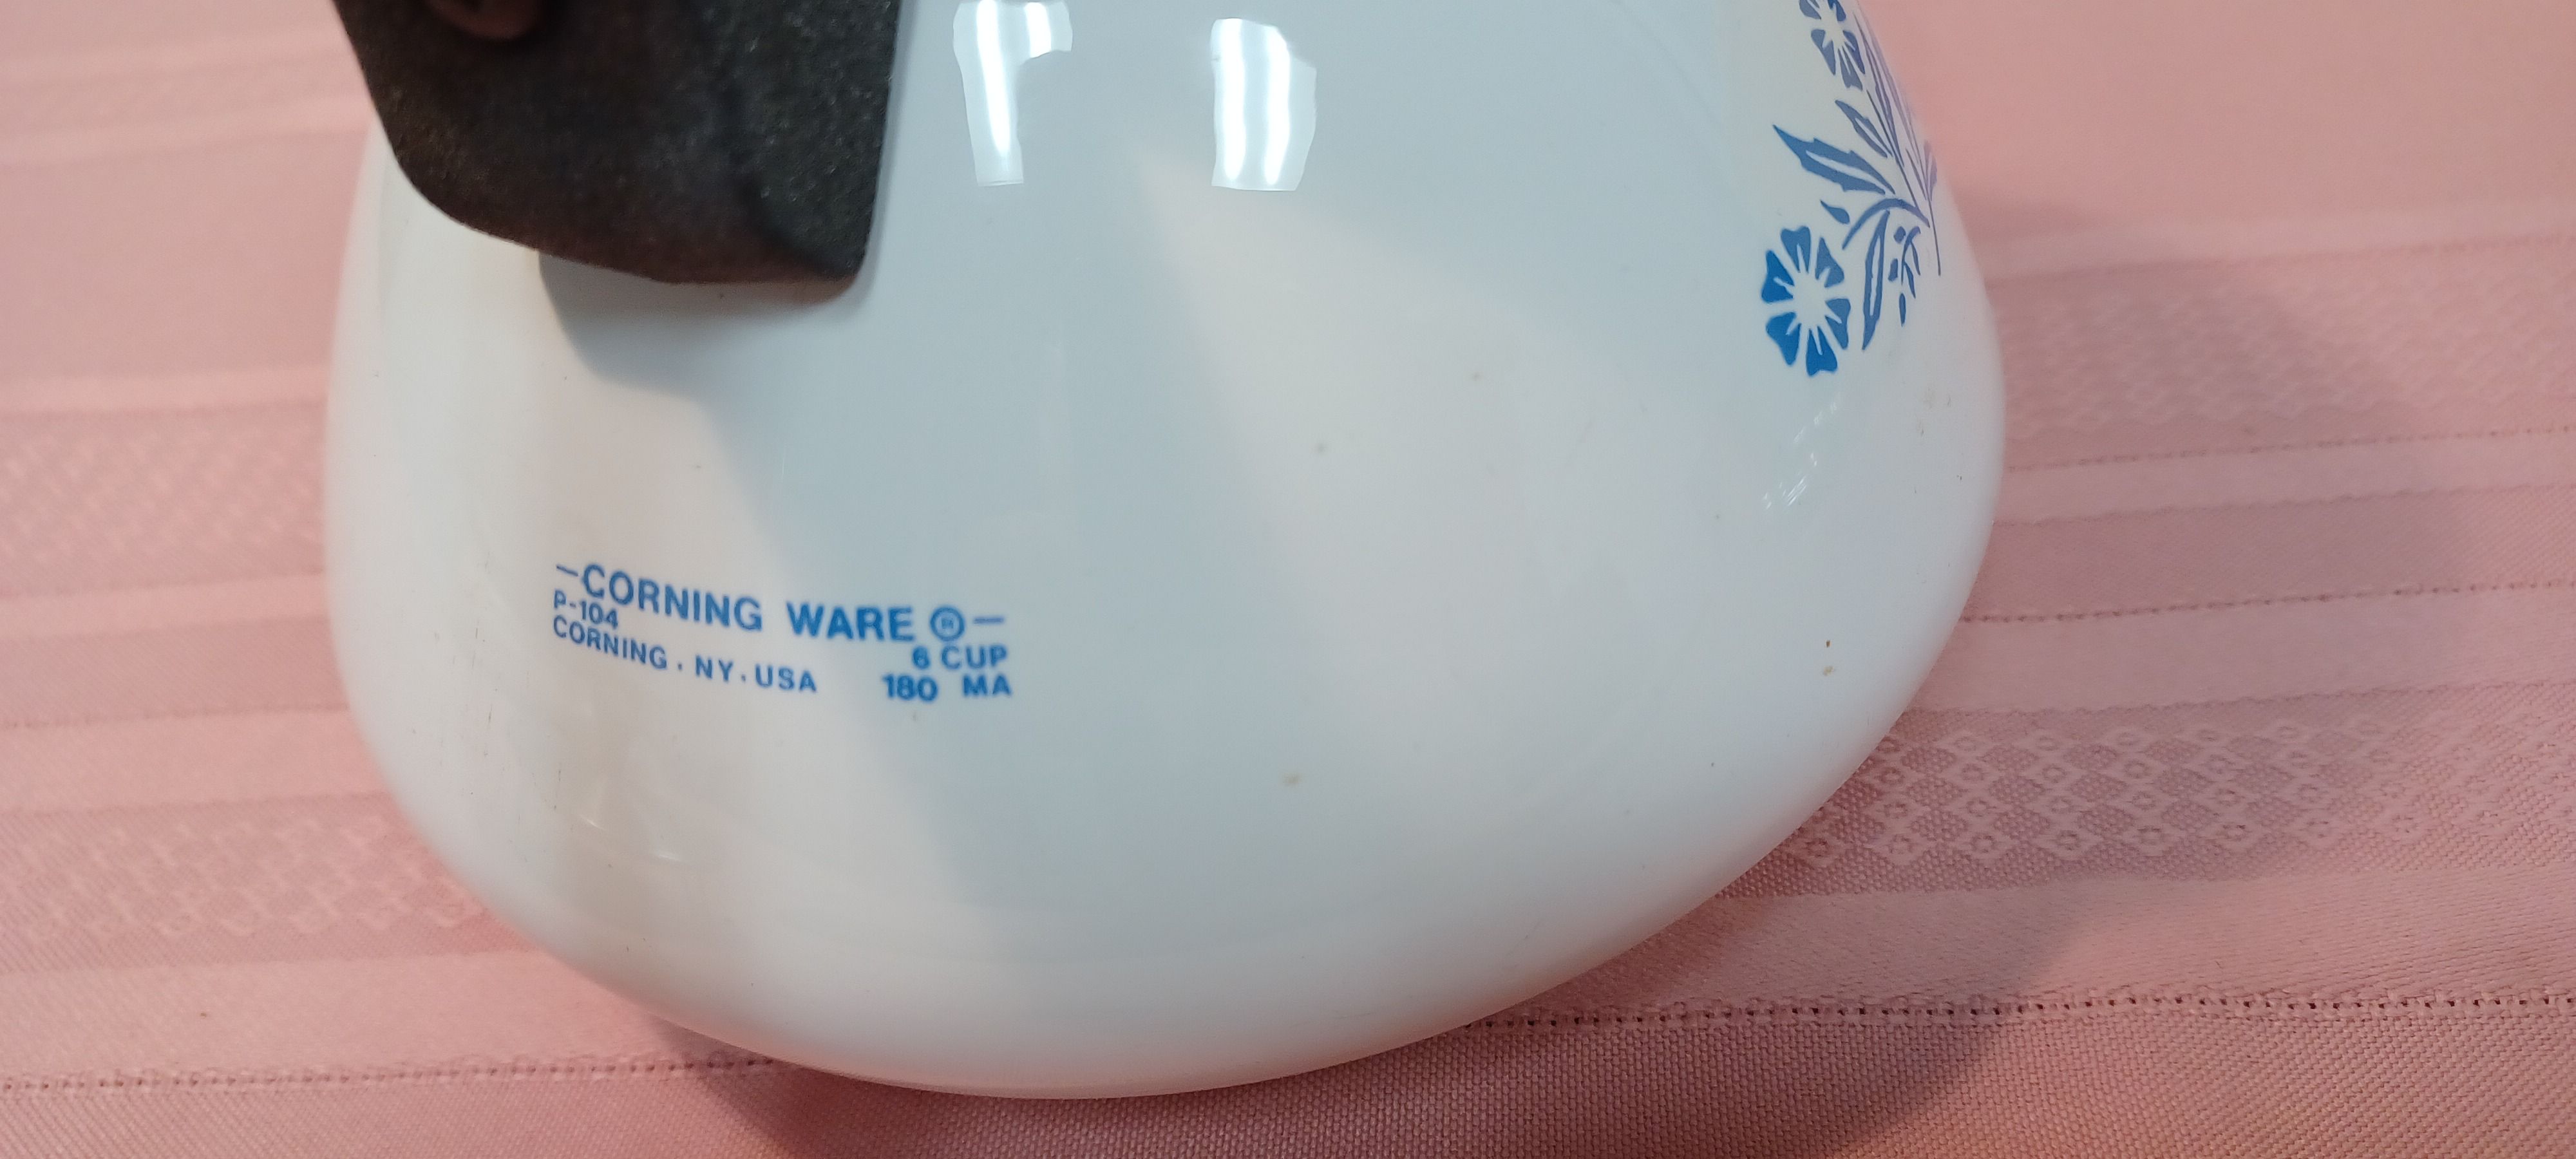 –CORNING WARE ®–
P-104 6 CUP
CORNING . NY . USA 180 MA